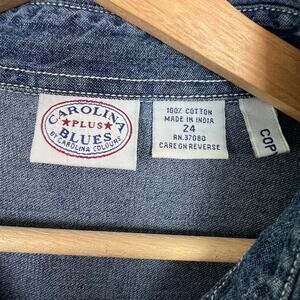 CAROLINA
★PLUS★
BLUES
BY CAROLINA COLOURS
100% COTTON
MADE IN INDIA
24
RN.37080
CARE ON REVERSE
COP